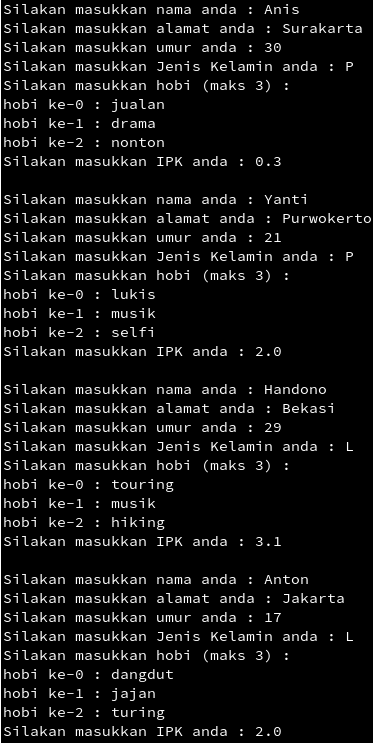 Silakan masukkan nama anda : Anis
Silakan masukkan alamat anda : Surakarta
Silakan masukkan umur anda : 30
Silakan masukkan Jenis Kelamin anda : P
Silakan masukkan hobi (maks 3) :
hobi ke-0 : jualan
hobi ke-1 : drama
hobi ke-2 : nonton
Silakan masukkan IPK anda : 0.3
Silakan masukkan nama anda : Yanti
Silakan masukkan alamat anda : Purwokerto
Silakan masukkan umur anda : 21
Silakan masukkan Jenis Kelamin anda : P
Silakan masukkan hobi (maks 3) :
hobi ke-0 : lukis
hobi ke-1 : musik
hobi ke-2 : selfi
Silakan masukkan IPK anda : 2.0
Silakan masukkan nama anda : Handono
Silakan masukkan alamat anda : Bekasi
Silakan masukkan umur anda : 29
Silakan masukkan Jenis Kelamin anda : L
Silakan masukkan hobi (maks 3) :
hobi ke-0 : touring
hobi ke-1 : musik
hobi ke-2 : hiking
Silakan masukkan IPK anda : 3.1
Silakan masukkan nama anda : Anton
Silakan masukkan alamat anda : Jakarta
Silakan masukkan umur anda : 17
Silakan masukkan Jenis Kelamin anda : L
Silakan masukkan hobi (maks 3) :
hobi ke-0 : dangdut
hobi ke-1 : jajan
hobi ke-2 : turing
Silakan masukkan IPK anda : 2.0